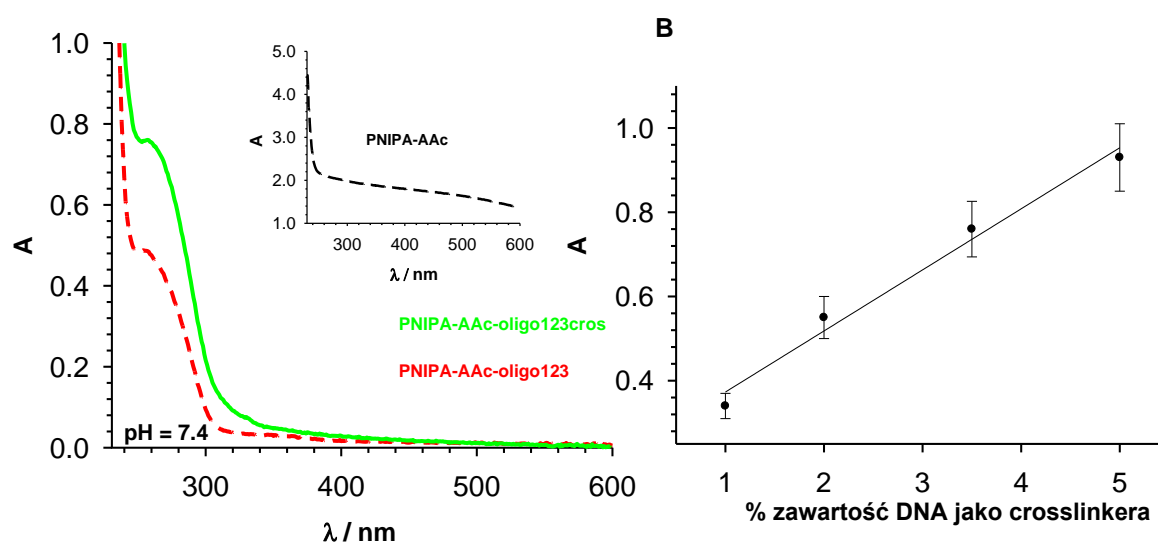 B
1.0
0.8
0.6
0.4
0.2
0.0
A
300
400
500
600
λ / nm
pH = 7.4
PNIPA-AAc-oligo123cros
PNIPA-AAc-oligo123
5.0
4.0
3.0
2.0
1.0
A
PNIPA-AAc
300
400
500
600
λ / nm
1.0
0.8
0.6
0.4
A
1
2
3
4
5
% zawartość DNA jako crosslinkera